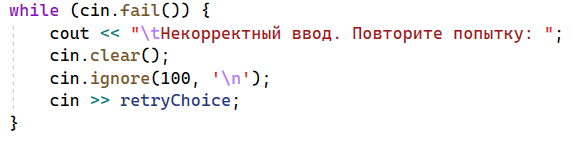 while (cin.fail()) {
    cout << "\tНекорректный ввод. Повторите попытку: ";
    cin.clear();
    cin.ignore(100, '\n');
    cin >> retryChoice;
}